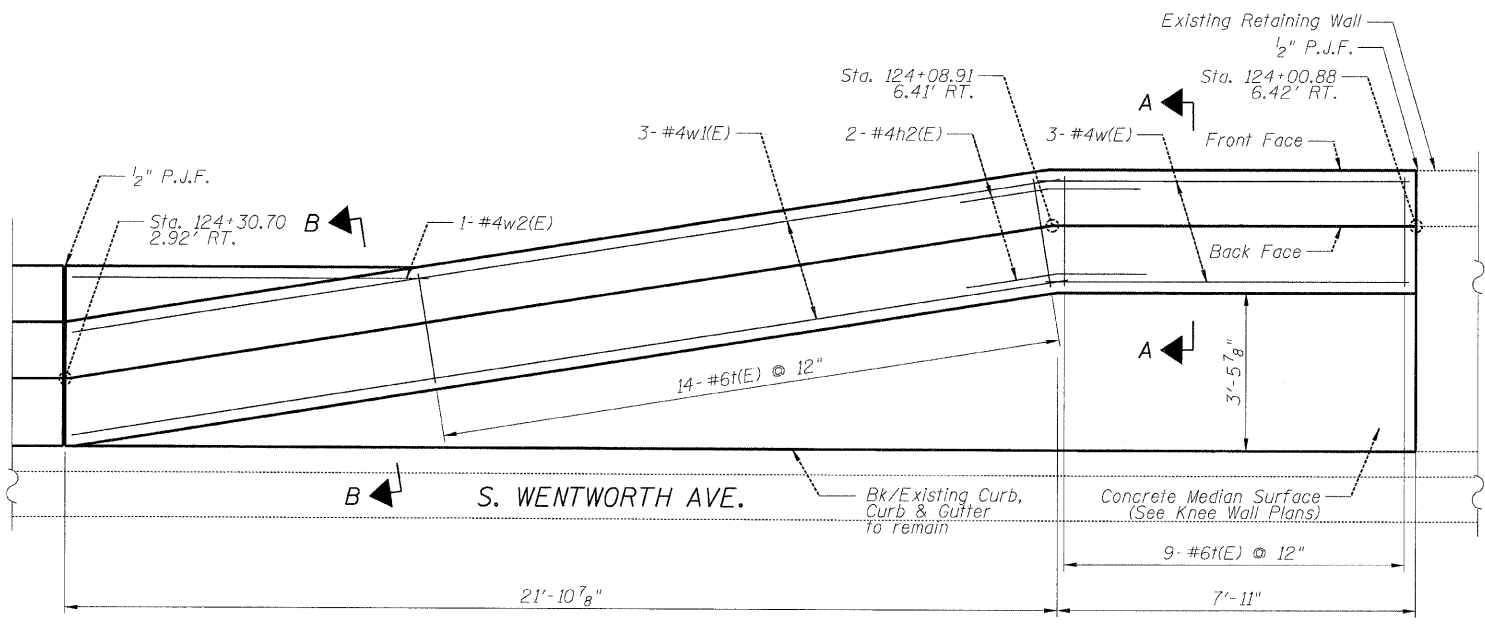 Existing Retaining Wall
½" P.J.F.
Sta. 124+08.91
6.41' RT.
Sta. 124+00.88
6.42' RT.
A
3- #4w1(E)
2- #4h2(E)
3- #4w(E)
Front Face
½" P.J.F.
Sta. 124+30.70
2.92' RT.
B
1- #4w2(E)
Back Face
A
14- #6t(E) @ 12"
3'-5⅞"
B
S. WENTWORTH AVE.
Bk/Existing Curb,
Curb & Gutter
to remain
Concrete Median Surface
(See Knee Wall Plans)
9- #6t(E) @ 12"
21'-10⅞"
7'-11"